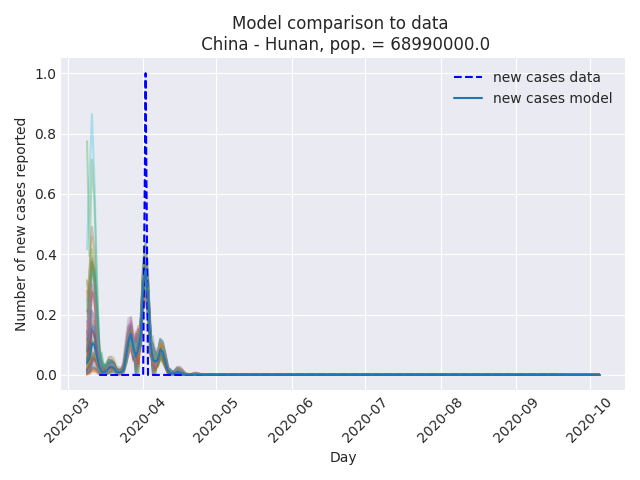 Model comparison to data
China - Hunan, pop. = 68990000.0
new cases data
new cases model
Number of new cases reported
1.0
0.8
0.6
0.4
0.2
0.0
2020-03
2020-04
2020-05
2020-06
2020-07
2020-08
2020-09
2020-10
Day